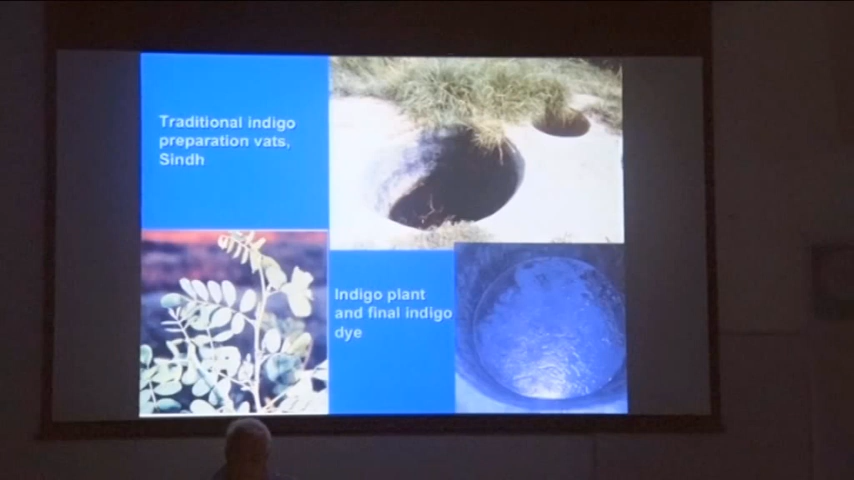 Traditional indigo
preparation vats,
Sindh
Indigo plant
and final indigo
dye